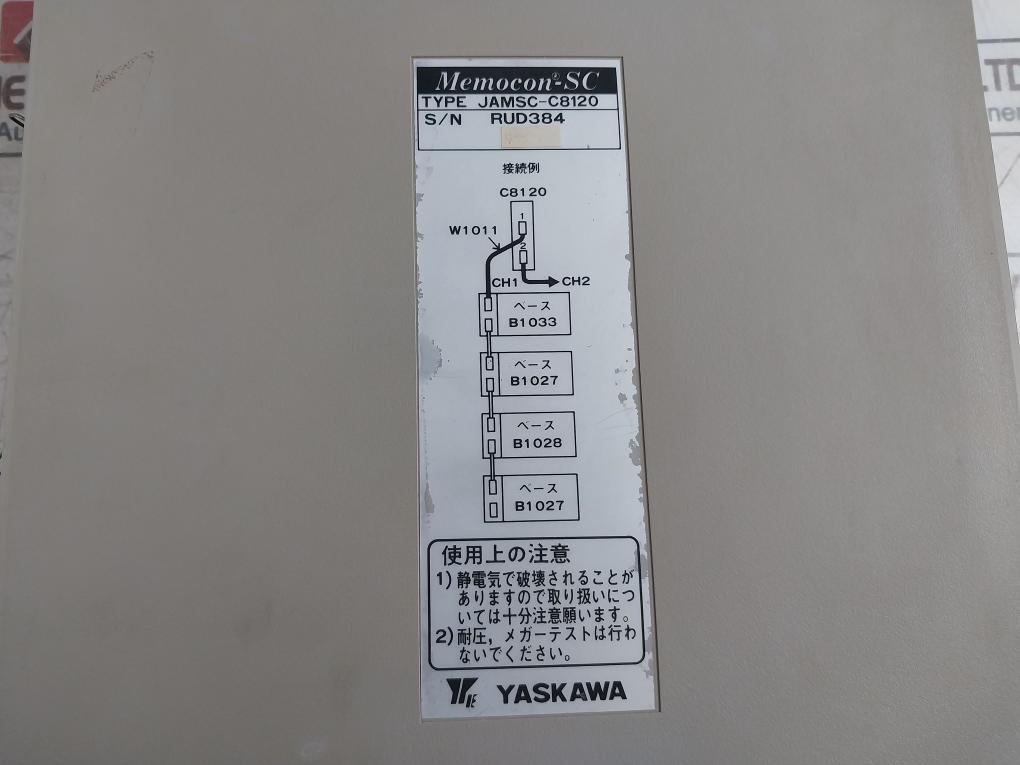 Memocon-SC
TYPE JAMSC-C8120
S/N RUD384
接続例
C8120
1
W1011
2
CH1
CH2
ベース
B1033
ベース
B1027
ベース
B1028
ベース
B1027
使用上の注意
1) 静電気で破壊されることが
ありますので取り扱いにつ
いては十分注意願います。
2) 耐圧，メガーテストは行わ
ないでください。
YASKAWA
LTD